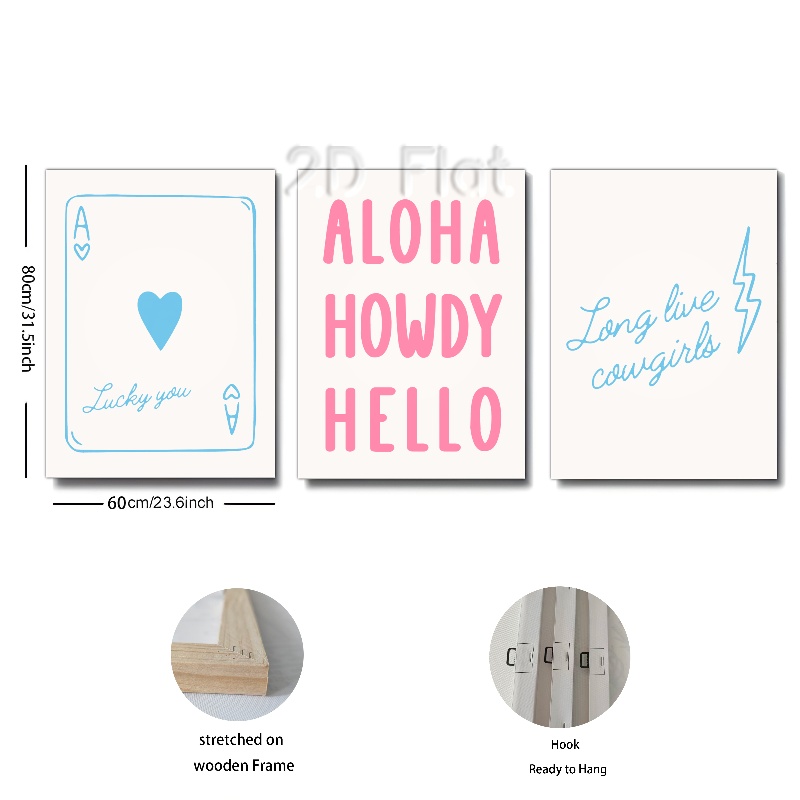 2D Flat
80cm/31.5inch
A
Lucky you
A
ALOHA
HOWDY
HELLO
Long live
cowgirls
60cm/23.6inch
stretched on
wooden Frame
Hook
Ready to Hang